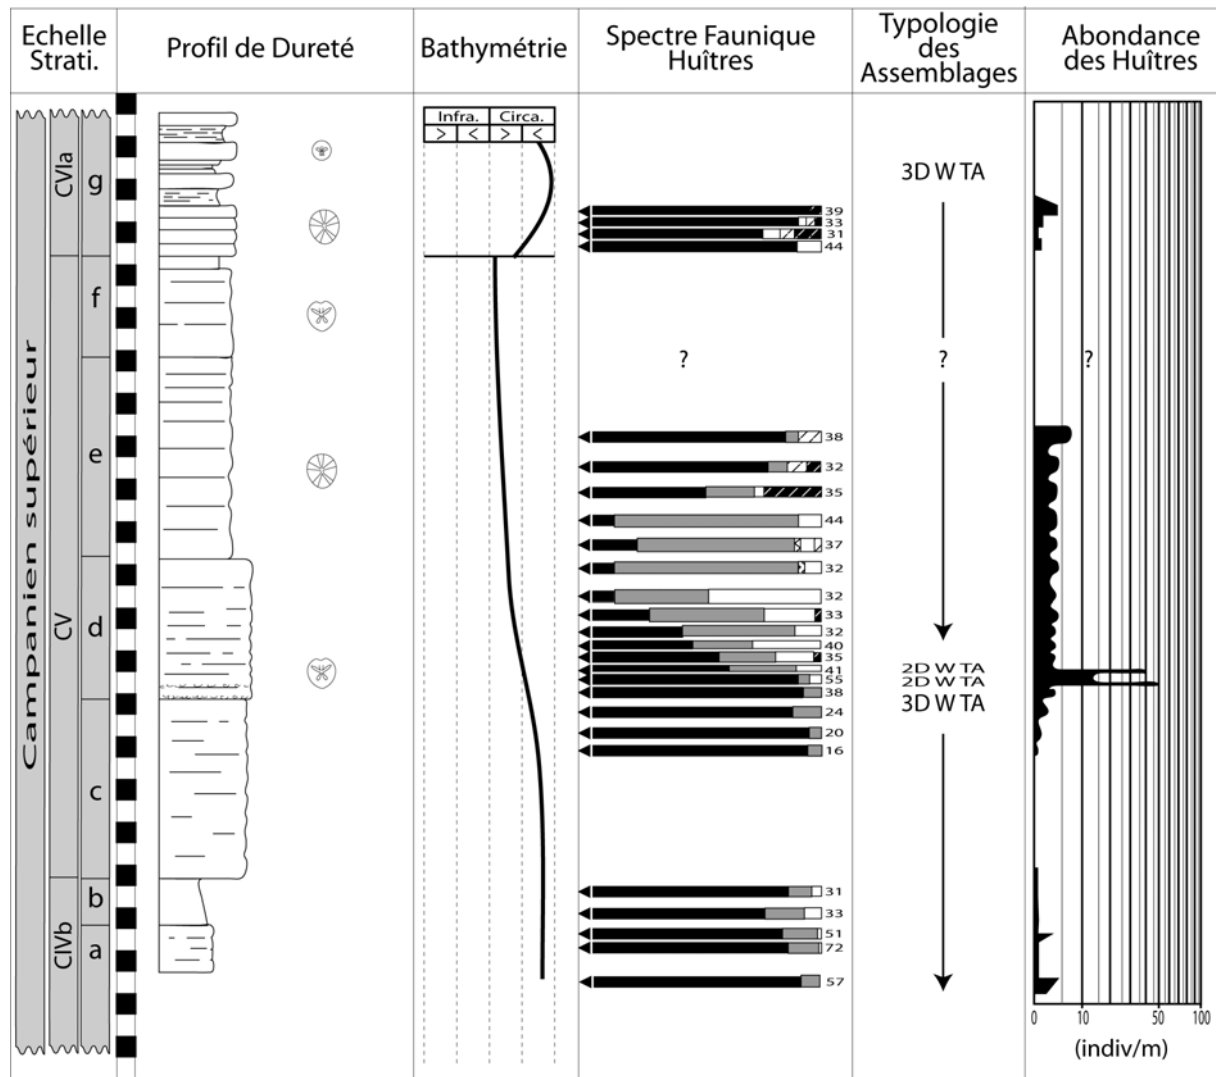 Echelle
Strati.
Profil de Dureté
Bathymétrie
Spectre Faunique
Huîtres
Typologie
des
Assemblages
Abondance
des Huîtres
Campanien supérieur
CVIa
CV
CIVb
g
f
e
d
c
b
a
Infra. Circa.
> < > <
39
33
31
44
?
38
32
35
44
37
32
32
33
32
40
35
41
55
38
24
20
16
31
33
51
72
57
3D W TA
?
2D W TA
2D W TA
3D W TA
?
0 10 50 100
(indiv/m)